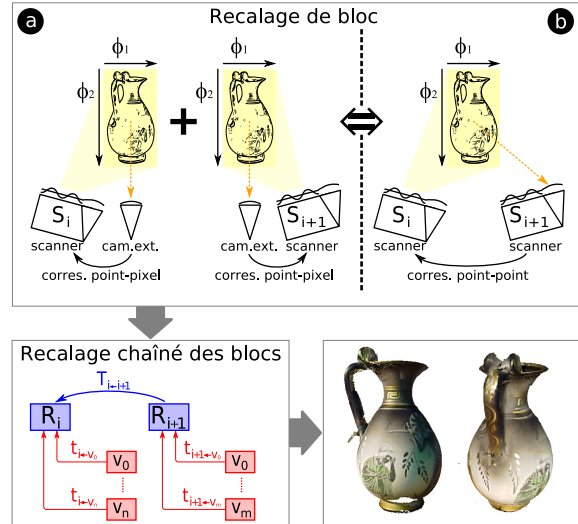 Recalage de bloc
a
b
ϕ1
ϕ1
ϕ1
ϕ2
ϕ2
ϕ2
+
Si
Si+1
Si
Si+1
scanner
cam.ext.
cam.ext.
scanner
scanner
scanner
corres. point-pixel
corres. point-pixel
corres. point-point
Recalage chaîné des blocs
Ti←i+1
Ri
Ri+1
ti←v0
v0
ti+1←v0
v0
ti←vn
vn
ti+1←vm
vm